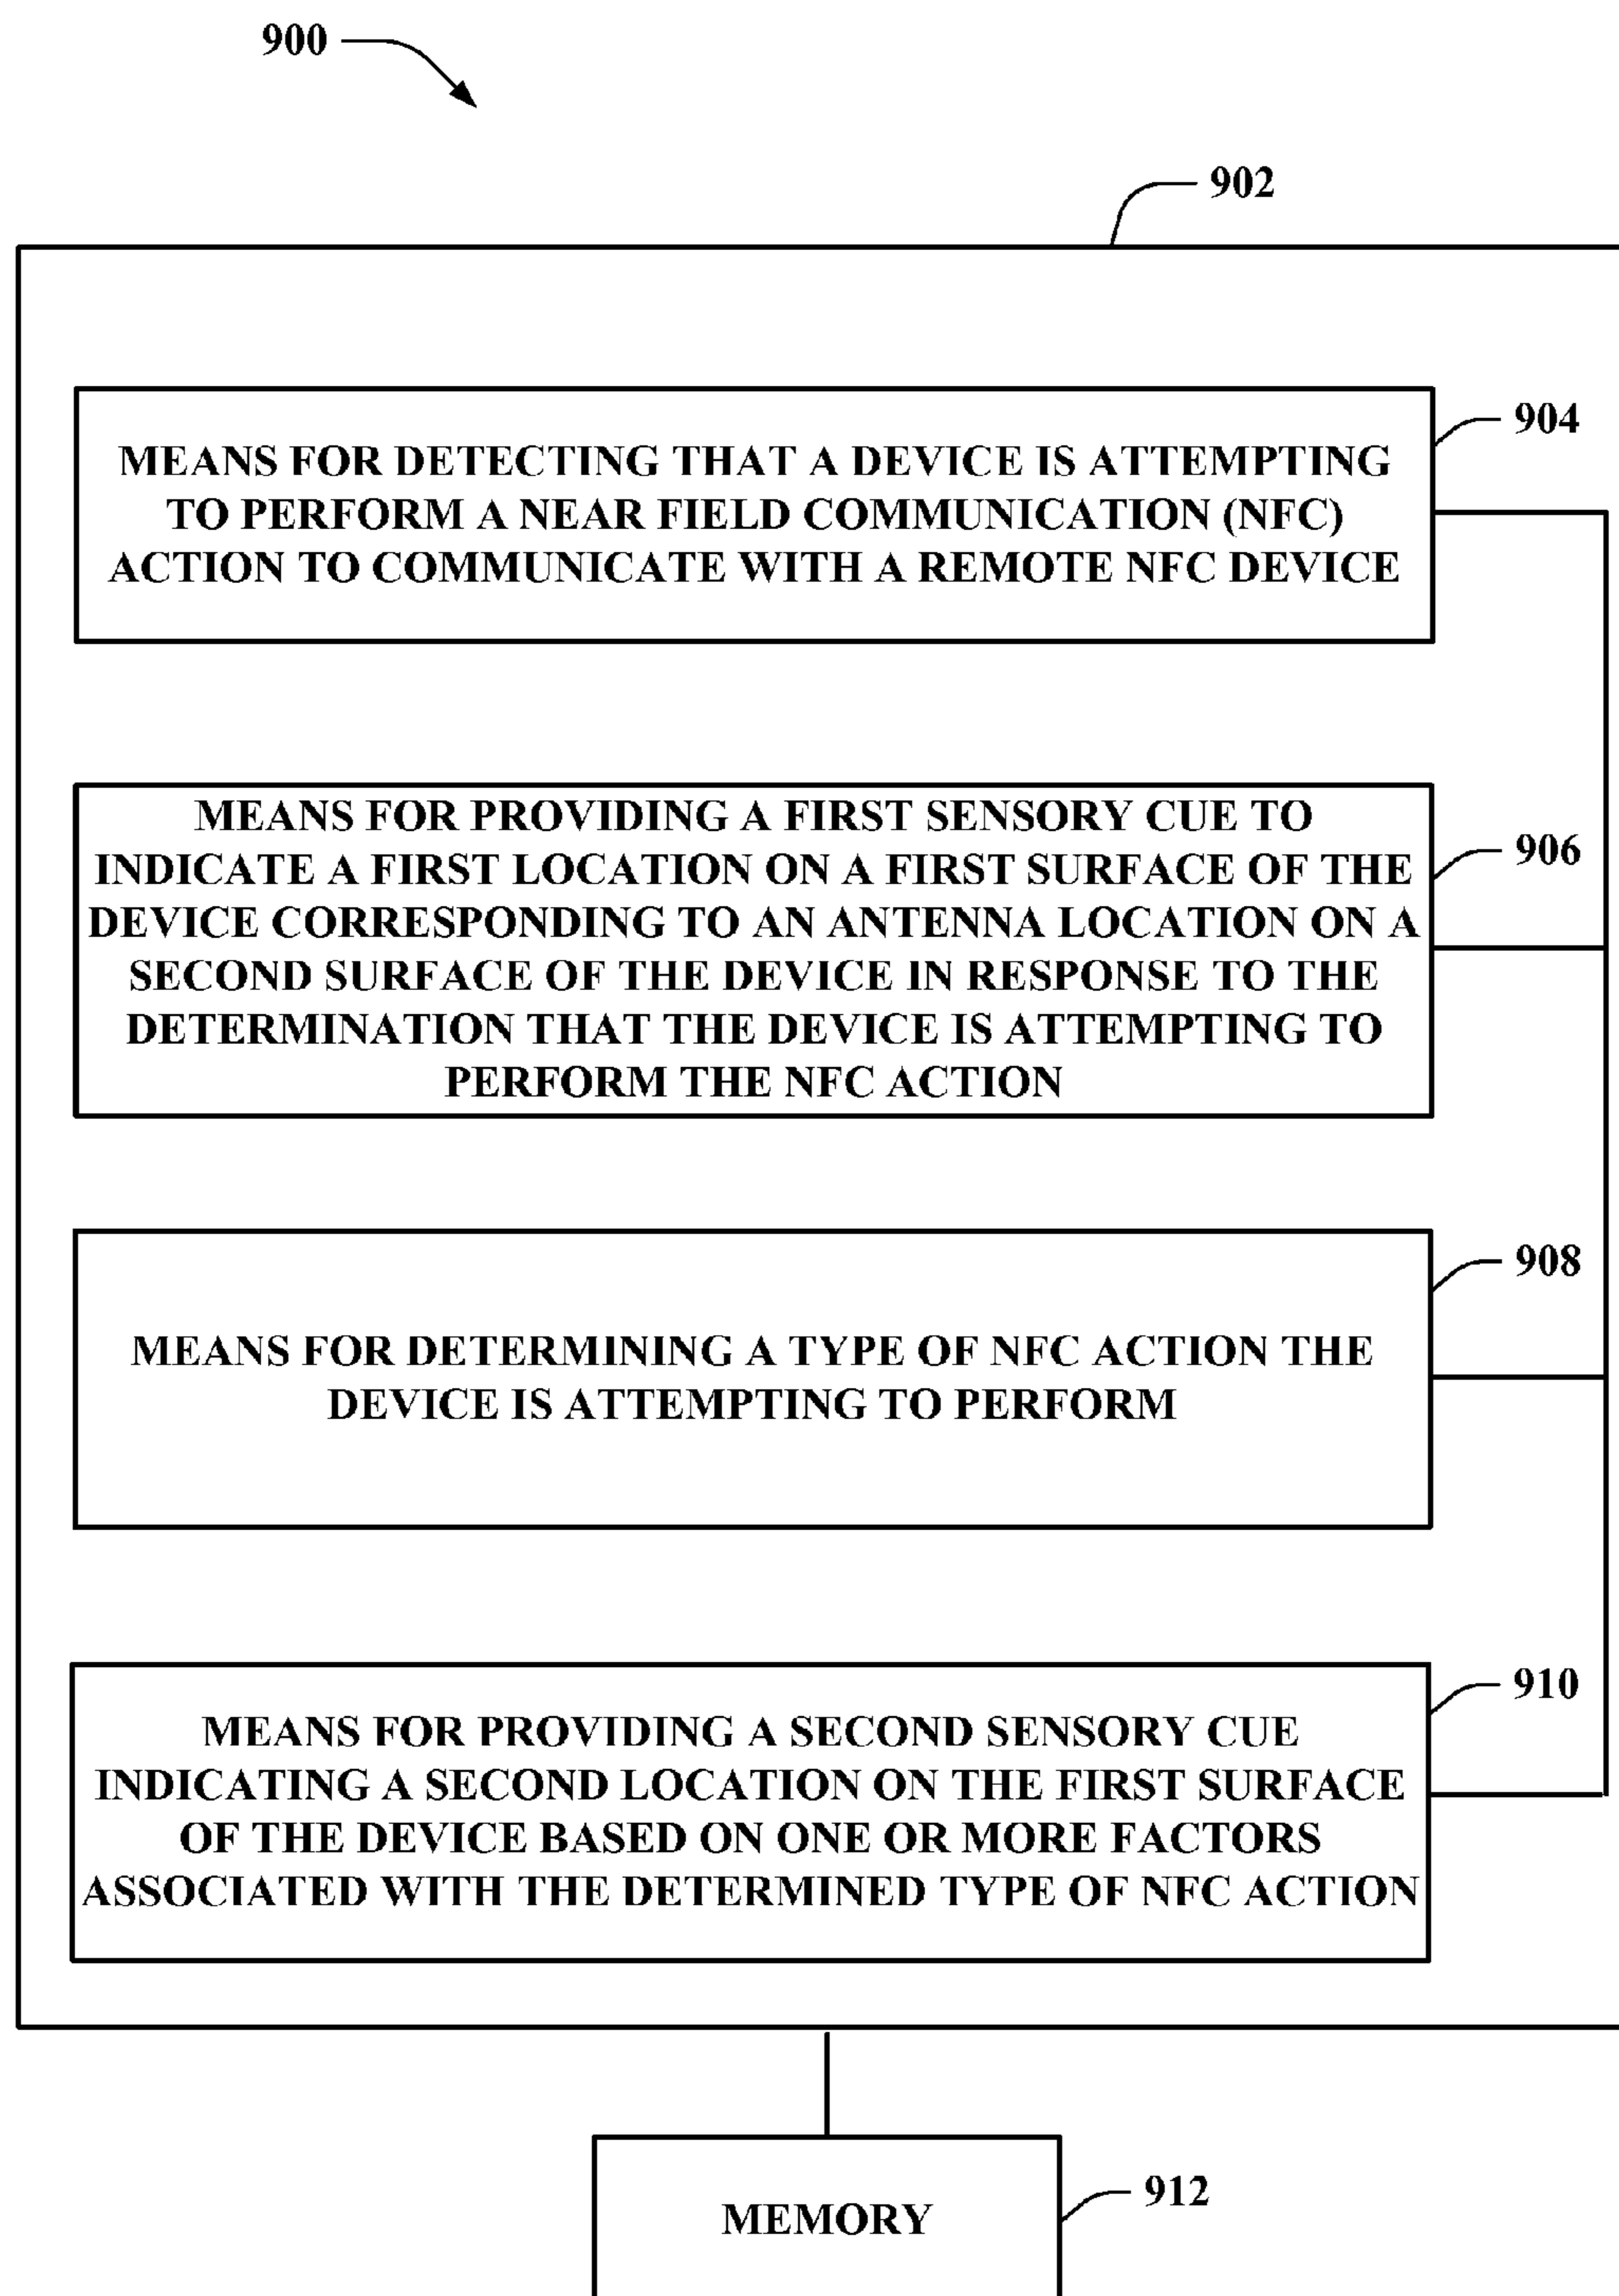 900
902
904
MEANS FOR DETECTING THAT A DEVICE IS ATTEMPTING
TO PERFORM A NEAR FIELD COMMUNICATION (NFC)
ACTION TO COMMUNICATE WITH A REMOTE NFC DEVICE
906
MEANS FOR PROVIDING A FIRST SENSORY CUE TO
INDICATE A FIRST LOCATION ON A FIRST SURFACE OF THE
DEVICE CORRESPONDING TO AN ANTENNA LOCATION ON A
SECOND SURFACE OF THE DEVICE IN RESPONSE TO THE
DETERMINATION THAT THE DEVICE IS ATTEMPTING TO
PERFORM THE NFC ACTION
908
MEANS FOR DETERMINING A TYPE OF NFC ACTION THE
DEVICE IS ATTEMPTING TO PERFORM
910
MEANS FOR PROVIDING A SECOND SENSORY CUE
INDICATING A SECOND LOCATION ON THE FIRST SURFACE
OF THE DEVICE BASED ON ONE OR MORE FACTORS
ASSOCIATED WITH THE DETERMINED TYPE OF NFC ACTION
912
MEMORY